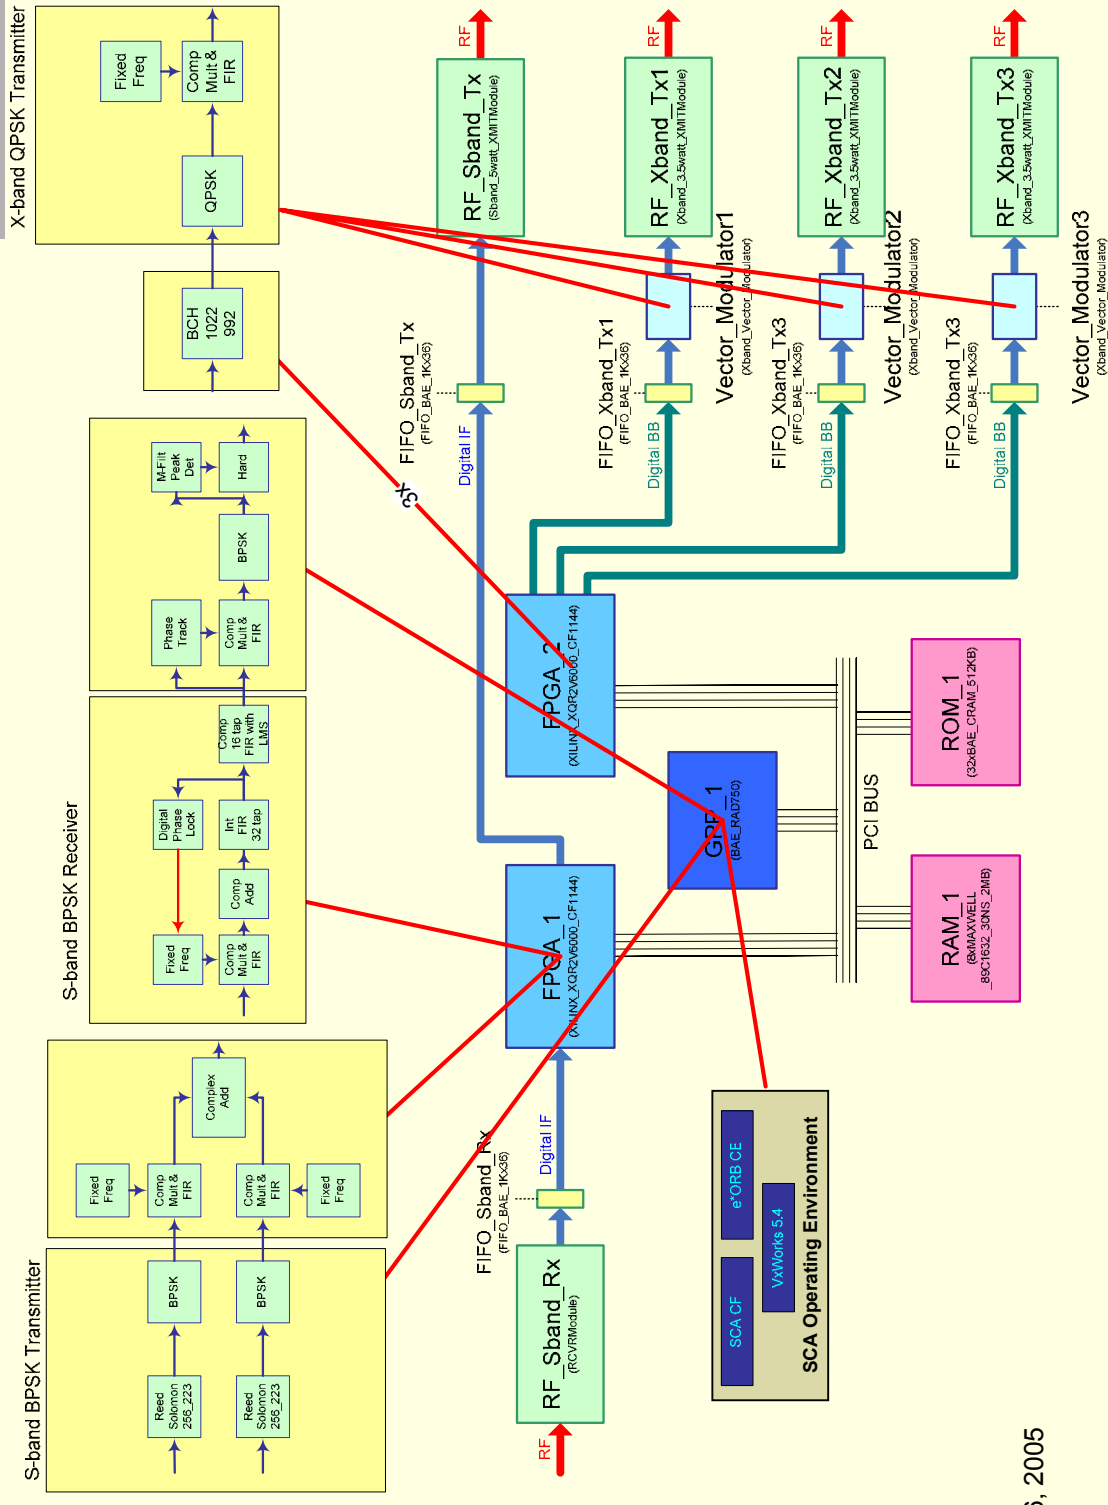 S-band BPSK Transmitter
Reed
Solomon
256_223
BPSK
Reed
Solomon
256_223
BPSK
Fixed
Freq
Comp
Mult &
FIR
Comp
Mult &
FIR
Fixed
Freq
Complex
Add
S-band BPSK Receiver
Fixed
Freq
Comp
Mult &
FIR
Comp
Add
Digital
Phase
Lock
Int
FIR
32 tap
Comp
16 tap
FIR with
LMS
Phase
Track
Comp
Mult &
FIR
BPSK
M-Filt
Peak
Det
Hard
BCH
1022
992
X-band QPSK Transmitter
QPSK
Fixed
Freq
Comp
Mult &
FIR
3X
RF
RF_Sband_Rx
(RCVRModule)
FIFO_Sband_Rx
(FIFO_BAE_1Kx36)
Digital IF
FPGA_1
(XILINX_XQR2V6000_CF1144)
FPGA_2
(XILINX_XQR2V6000_CF1144)
GPP_1
(BAE_RAD750)
Digital IF
FIFO_Sband_Tx
(FIFO_BAE_1Kx36)
RF_Sband_Tx
(Sband_5watt_XMITModule)
RF
Digital BB
FIFO_Xband_Tx1
(FIFO_BAE_1Kx36)
Vector_Modulator1
(Xband_Vector_Modulator)
RF_Xband_Tx1
(Xband_3.5watt_XMITModule)
RF
Digital BB
FIFO_Xband_Tx3
(FIFO_BAE_1Kx36)
Vector_Modulator2
(Xband_Vector_Modulator)
RF_Xband_Tx2
(Xband_3.5watt_XMITModule)
RF
Digital BB
FIFO_Xband_Tx3
(FIFO_BAE_1Kx36)
Vector_Modulator3
(Xband_Vector_Modulator)
RF_Xband_Tx3
(Xband_3.5watt_XMITModule)
RF
PCI BUS
RAM_1
(8xMAXWELL
_89C1632_30NS_2MB)
ROM_1
(32xBAE_CRAM_512KB)
SCA CF
e*ORB CE
VxWorks 5.4
SCA Operating Environment
, 2005